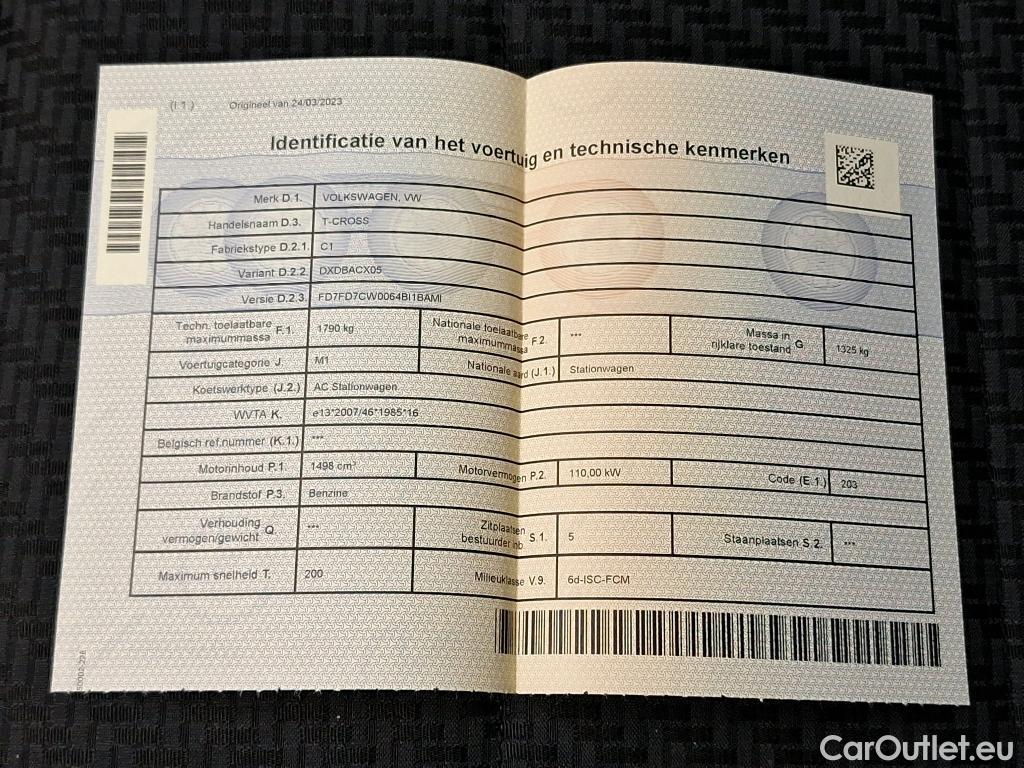 (I.1.) Origineel van 24/03/2023
Identificatie van het voertuig en technische kenmerken
Merk D.1. VOLKSWAGEN, VW
Handelsnaam D.3. T-CROSS
Fabriekstype D.2.1. C1
Variant D.2.2. DXDBACX05
Versie D.2.3. FD7FD7CW0064BI1BAMI
Techn. toelaatbare maximummassa F.1. 1790 kg Nationale toelaatbare maximummassa F.2. *** Massa in rijklare toestand G 1325 kg
Voertuigcategorie J. M1 Nationale aard (J.1.) Stationwagen
Koetswerktype (J.2.) AC Stationwagen
WVTA K. e13*2007/46*1985*16
Belgisch ref.nummer (K.1.) ***
Motorinhoud P.1. 1498 cm³ Motorvermogen P.2. 110,00 kW Code (E.1.) 203
Brandstof P.3. Benzine
Verhouding vermogen/gewicht Q. *** Zitplaatsen bestuurder inb S.1. 5 Staanplaatsen S.2. ***
Maximum snelheid T. 200 Milieuklasse V.9. 6d-ISC-FCM
CarOutlet.eu